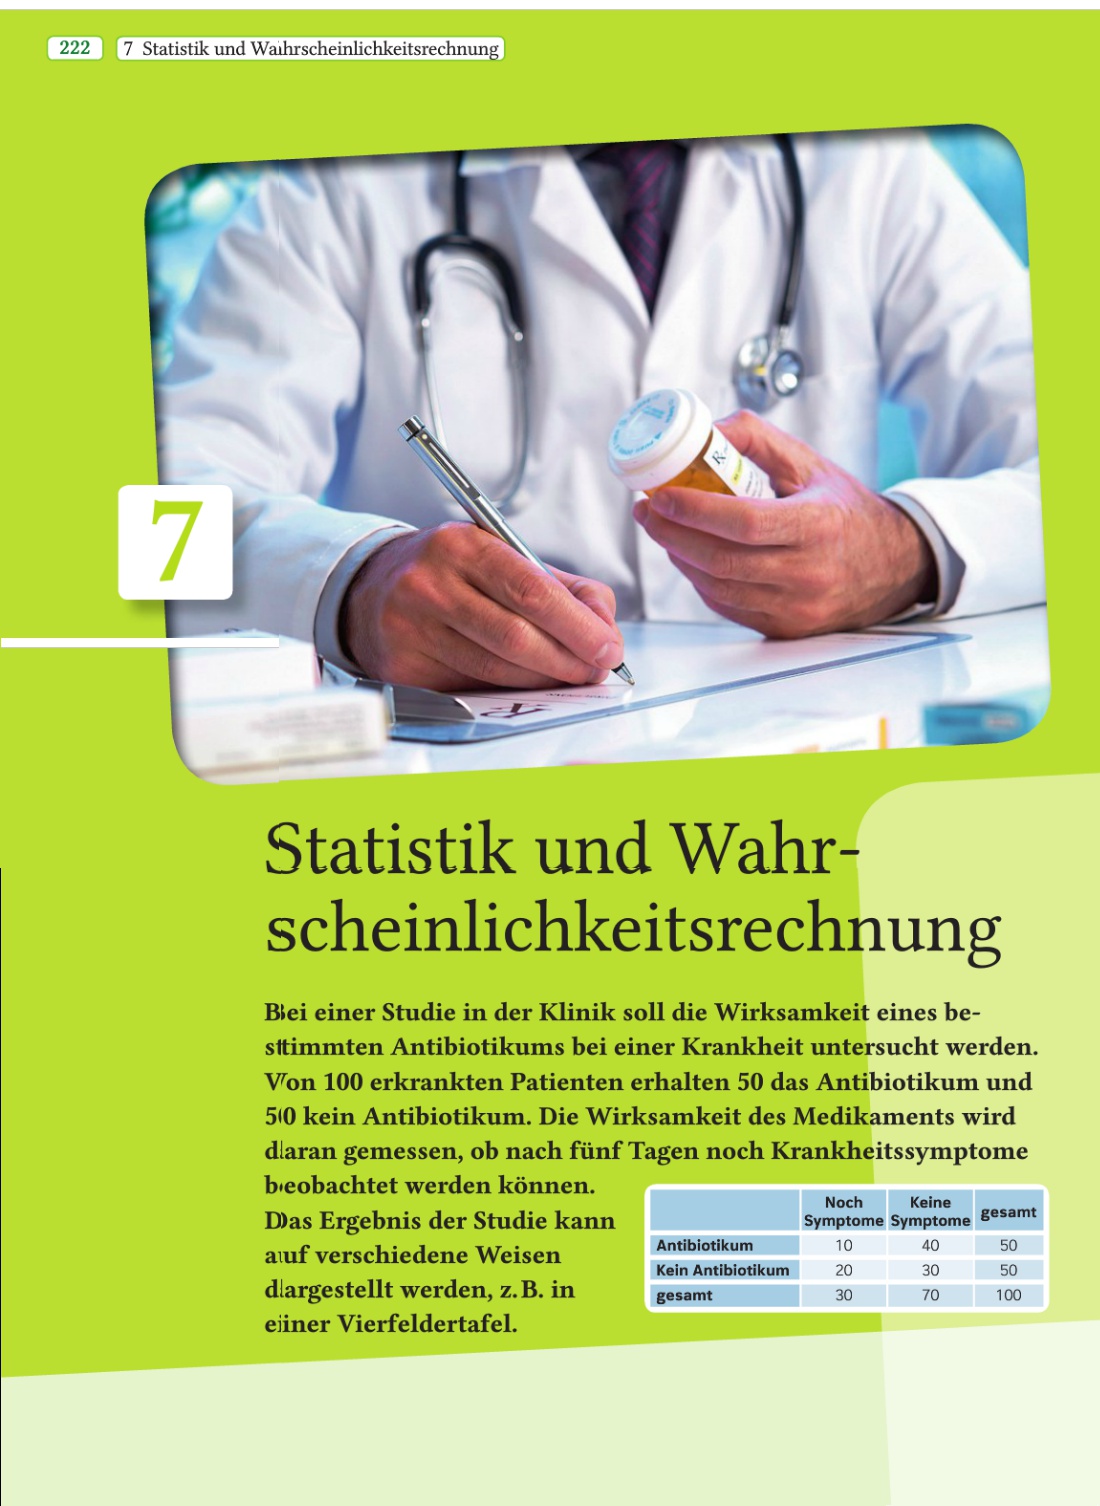 222 7 Statistik und Wahrscheinlichkeitsrechnung
7
Statistik und Wahr-
scheinlichkeitsrechnung
Bei einer Studie in der Klinik soll die Wirksamkeit eines be-
stimmten Antibiotikums bei einer Krankheit untersucht werden.
Von 100 erkrankten Patienten erhalten 50 das Antibiotikum und
50 kein Antibiotikum. Die Wirksamkeit des Medikaments wird
daran gemessen, ob nach fünf Tagen noch Krankheitssymptome
beobachtet werden können.
Das Ergebnis der Studie kann
auf verschiedene Weisen
dargestellt werden, z. B. in
einer Vierfeldertafel.
Noch Symptome Keine Symptome gesamt
Antibiotikum 10 40 50
Kein Antibiotikum 20 30 50
gesamt 30 70 100